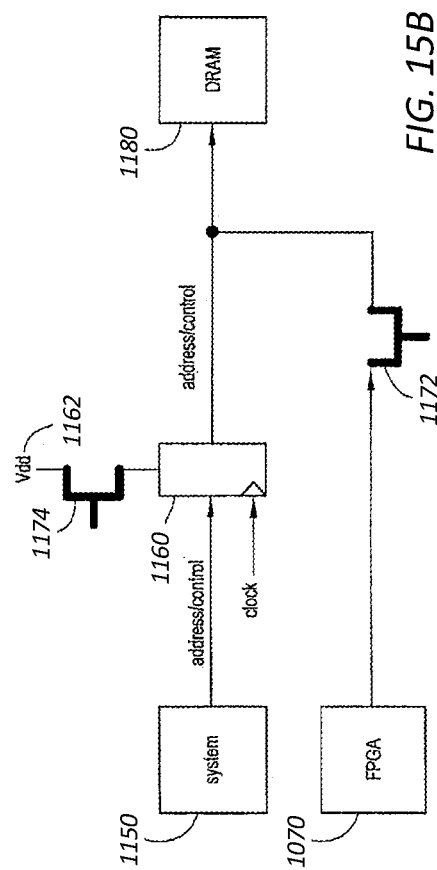 Vdd
1162
1174
1160
1180
DRAM
address/control
address/control
clock
1150
system
1070
FPGA
1172
FIG. 15B